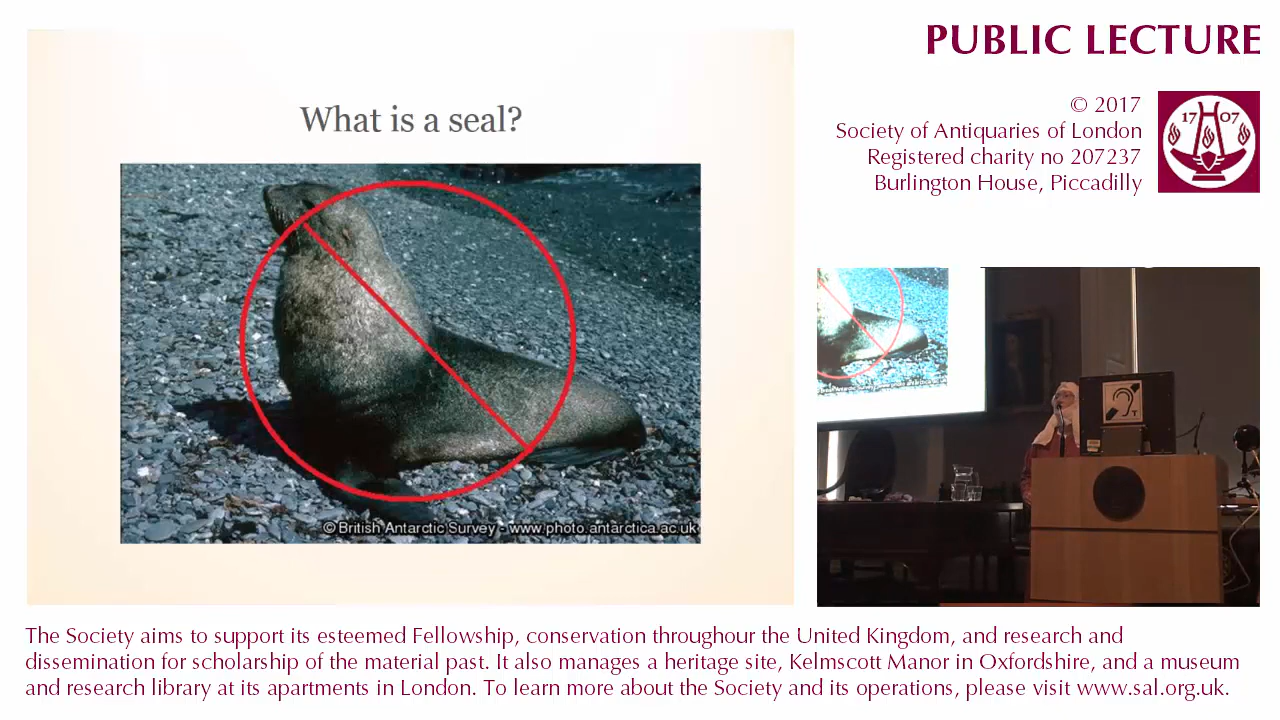 PUBLIC LECTURE
© 2017
Society of Antiquaries of London
Registered charity no 207237
Burlington House, Piccadilly
17 07
What is a seal?
© British Antarctic Survey - www.photo.antarctica.ac.uk
T
The Society aims to support its esteemed Fellowship, conservation throughour the United Kingdom, and research and
dissemination for scholarship of the material past. It also manages a heritage site, Kelmscott Manor in Oxfordshire, and a museum
and research library at its apartments in London. To learn more about the Society and its operations, please visit www.sal.org.uk.